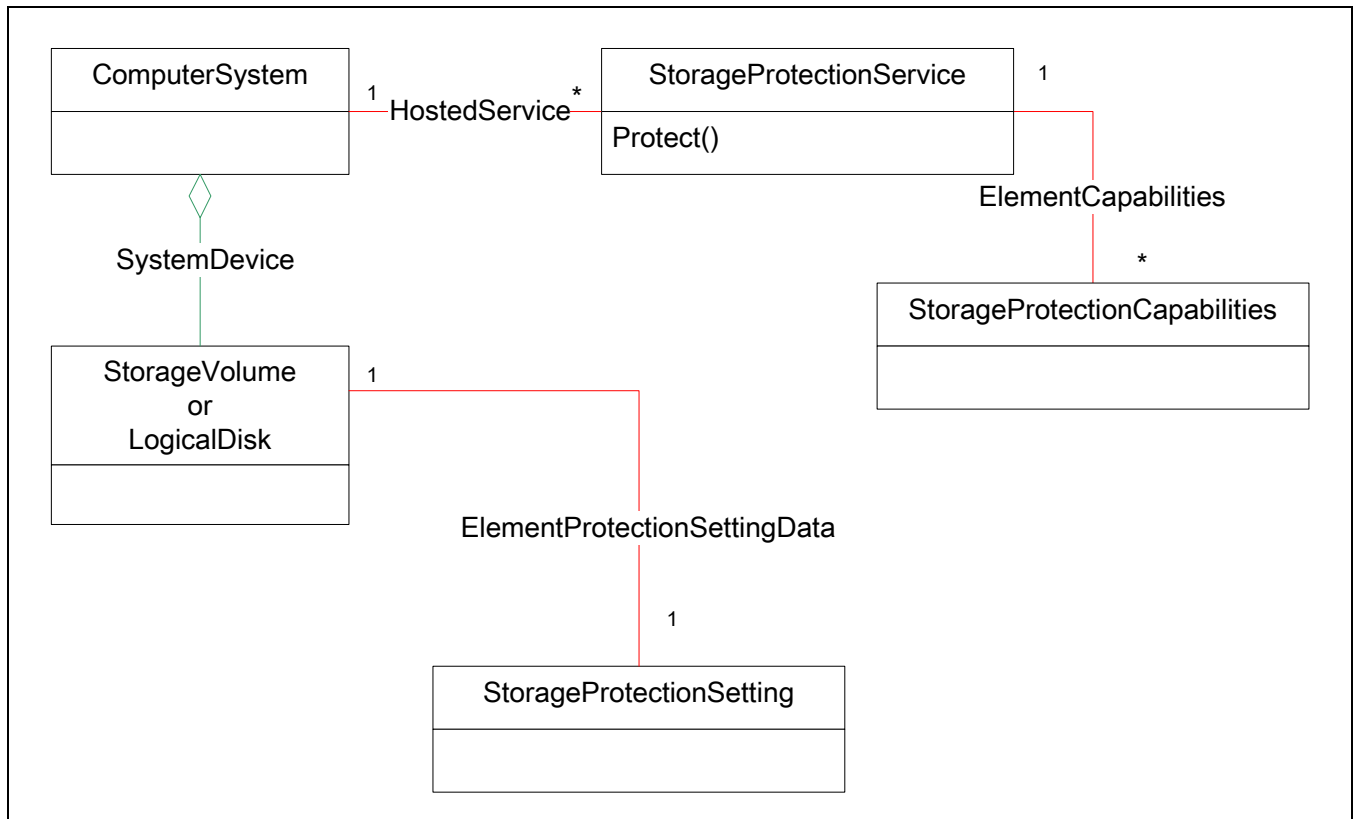 ComputerSystem
1
HostedService
*
StorageProtectionService
Protect()
1
ElementCapabilities
*
StorageProtectionCapabilities
SystemDevice
StorageVolume
or
LogicalDisk
1
ElementProtectionSettingData
1
StorageProtectionSetting